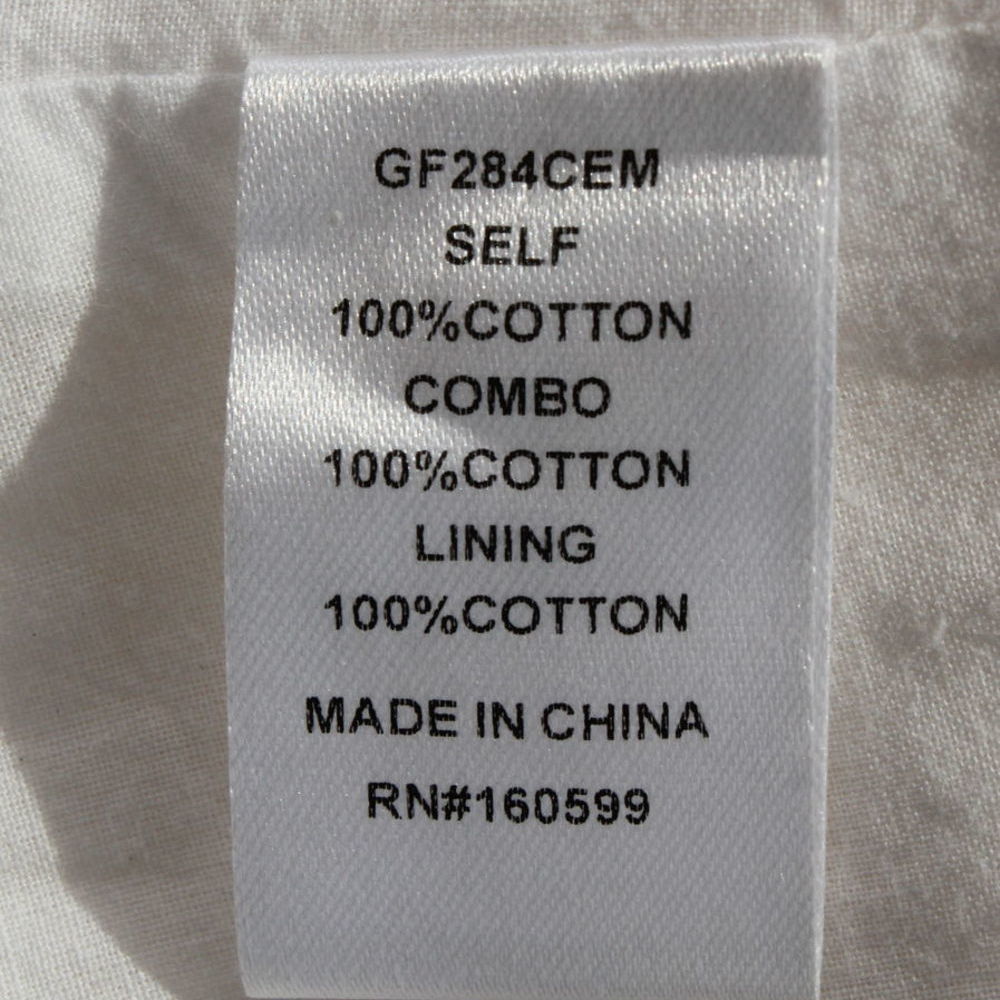 GF284CEM
SELF
100%COTTON
COMBO
100%COTTON
LINING
100%COTTON
MADE IN CHINA
RN#160599